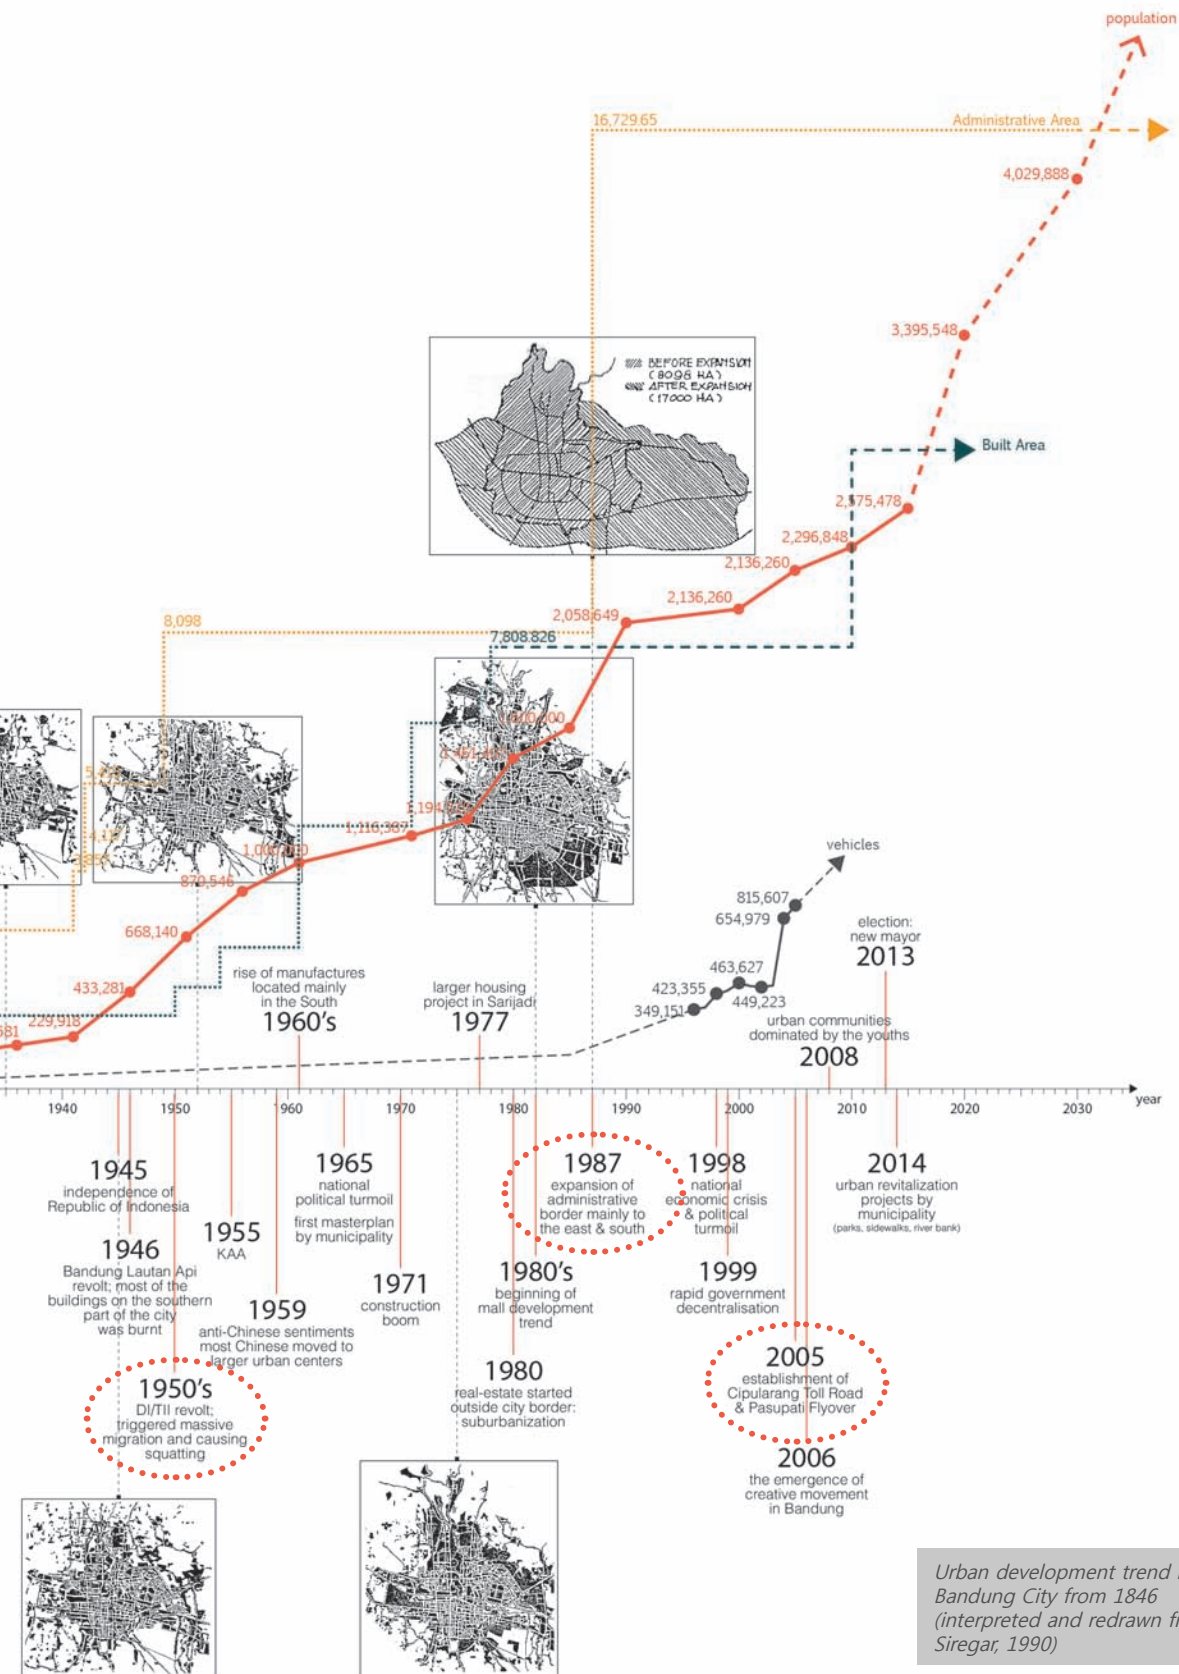 population
16,729.65
Administrative Area
4,029,888
3,395,548
BEFORE EXPANSION
(8098 HA)
AFTER EXPANSION
(17000 HA)
Built Area
2,575,478
2,296,848
2,136,260
2,136,260
2,058,649
8,098
7,808.826
1,194
1,116,387
1,000,000
vehicles
879,546
815,607
654,979
election:
new mayor
2013
668,140
463,627
rise of manufactures
located mainly
in the South
1960's
larger housing
project in Sarijadi
1977
433,281
423,355
449,223
349,151
urban communities
dominated by the youths
2008
581
229,918
1940
1950
1960
1970
1980
1990
2000
2010
2020
2030
year
1945
independence of
Republic of Indonesia
1965
national
political turmoil
first masterplan
by municipality
1987
expansion of
administrative
border mainly to
the east & south
1998
national
economic crisis
& political
turmoil
2014
urban revitalization
projects by
municipality
(parks, sidewalks, river bank)
1946
Bandung Lautan Api
revolt; most of the
buildings on the southern
part of the city
was burnt
1955
KAA
1971
construction
boom
1980's
beginning of
mall development
trend
1999
rapid government
decentralisation
1959
anti-Chinese sentiments
most Chinese moved to
larger urban centers
1950's
DI/TII revolt;
triggered massive
migration and causing
squatting
1980
real-estate started
outside city border:
suburbanization
2005
establishment of
Cipularang Toll Road
& Pasupati Flyover
2006
the emergence of
creative movement
in Bandung
Urban development trend
Bandung City from 1846
(interpreted and redrawn
Siregar, 1990)